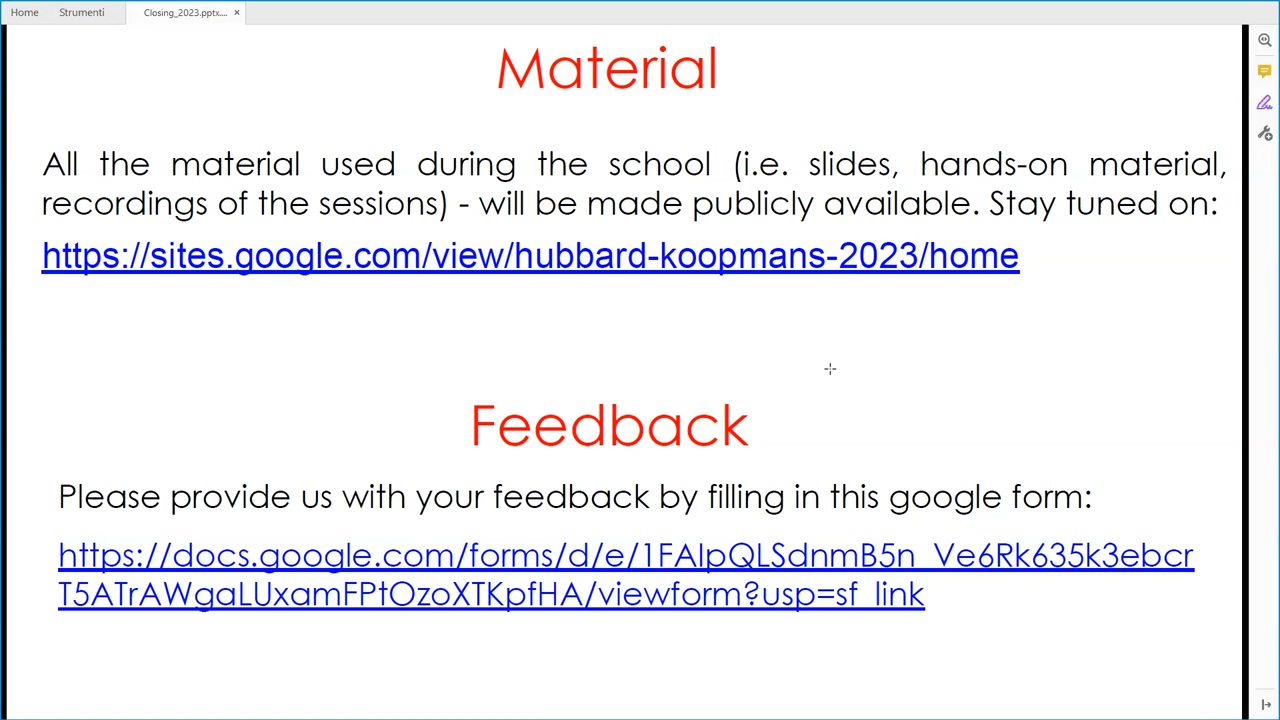 Home Strumenti Closing_2023.pptx.... ×
Material
All the material used during the school (i.e. slides, hands-on material,
recordings of the sessions) - will be made publicly available. Stay tuned on:
https://sites.google.com/view/hubbard-koopmans-2023/home
Feedback
Please provide us with your feedback by filling in this google form:
https://docs.google.com/forms/d/e/1FAIpQLSdnmB5n_Ve6Rk635k3ebcr
T5ATrAWgaLUxamFPtOzoXTKpfHA/viewform?usp=sf_link